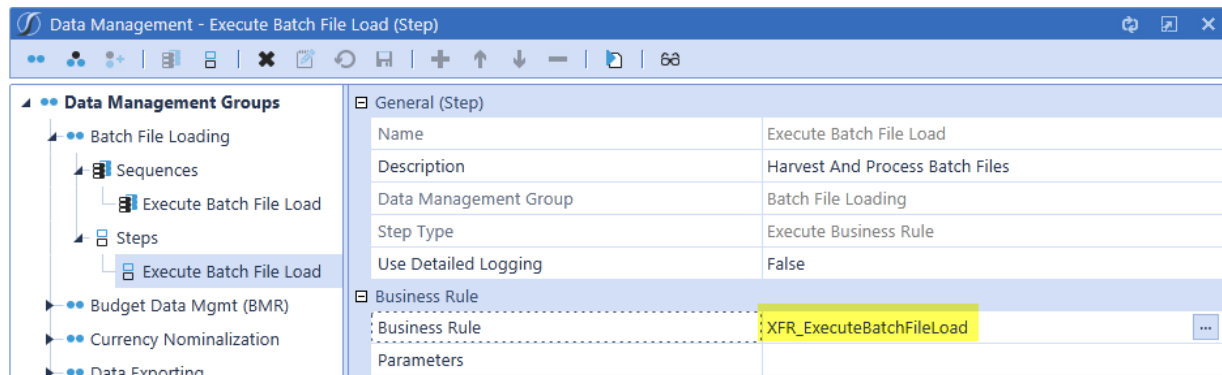 Data Management - Execute Batch File Load (Step)
Data Management Groups
Batch File Loading
Sequences
Execute Batch File Load
Steps
Execute Batch File Load
Budget Data Mgmt (BMR)
Currency Nominalization
Data Exporting
General (Step)
Name Execute Batch File Load
Description Harvest And Process Batch Files
Data Management Group Batch File Loading
Step Type Execute Business Rule
Use Detailed Logging False
Business Rule
Business Rule XFR_ExecuteBatchFileLoad ...
Parameters